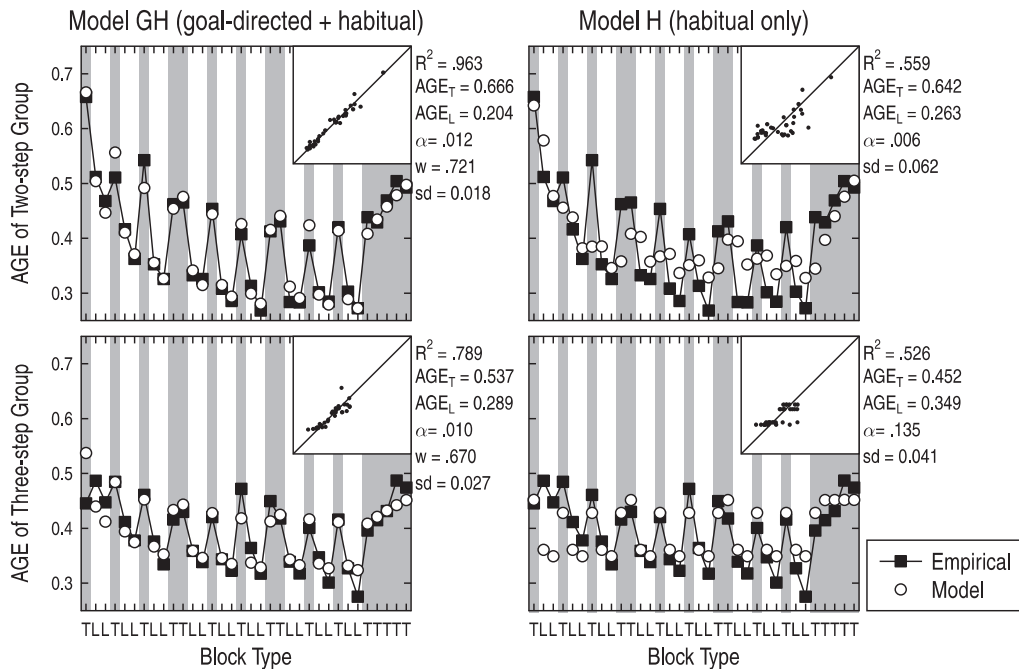 Model GH (goal-directed + habitual)
Model H (habitual only)
AGE of Two-step Group
0.7
0.6
0.5
0.4
0.3
R² = .963
AGE_T = 0.666
AGE_L = 0.204
α= .012
w = .721
sd = 0.018
R² = .559
AGE_T = 0.642
AGE_L = 0.263
α= .006
sd = 0.062
AGE of Three-step Group
0.7
0.6
0.5
0.4
0.3
R² = .789
AGE_T = 0.537
AGE_L = 0.289
α= .010
w = .670
sd = 0.027
R² = .526
AGE_T = 0.452
AGE_L = 0.349
α= .135
sd = 0.041
Empirical
Model
TLLTLLTLLTTLLTLLTLLTTLLTLLTLLTTTTT
TLLTLLTLLTTLLTLLTLLTTLLTLLTLLTTTTT
Block Type
Block Type